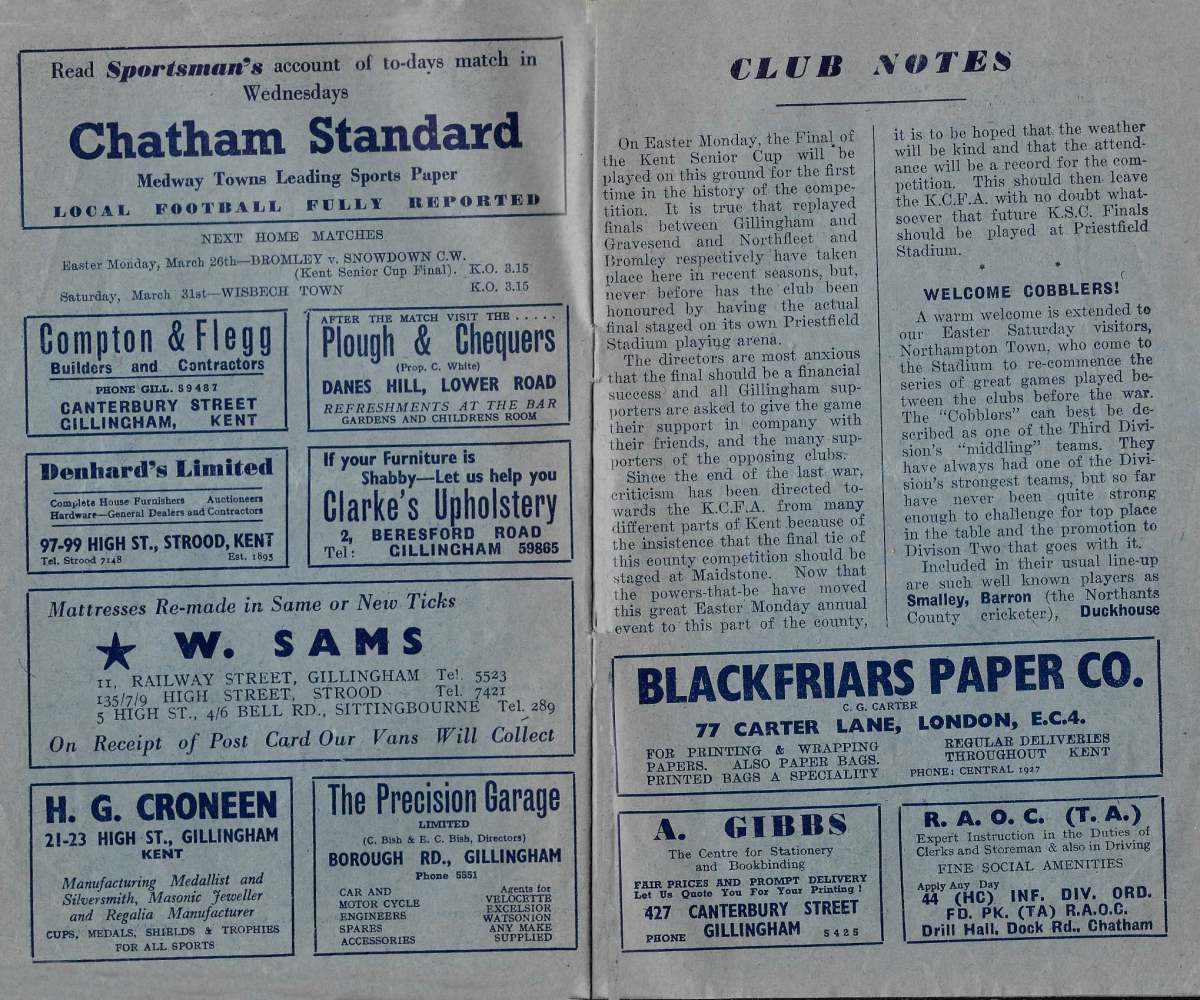 Read Sportsman's account of to-days match in
Wednesdays
Chatham Standard
Medway Towns Leading Sports Paper
LOCAL FOOTBALL FULLY REPORTED
NEXT HOME MATCHES
Easter Monday, March 26th—BROMLEY v. SNOWDOWN C.W.
(Kent Senior Cup Final). K.O. 3.15
Saturday, March 31st—WISBECH TOWN K.O. 3.15
Compton & Flegg
Builders and Contractors
PHONE GILL. 59487
CANTERBURY STREET
GILLINGHAM, KENT
AFTER THE MATCH VISIT THE . . . . .
Plough & Chequers
(Prop. C. White)
DANES HILL, LOWER ROAD
REFRESHMENTS AT THE BAR
GARDENS AND CHILDRENS ROOM
Denhard's Limited
Complete House Furnishers Auctioneers
Hardware—General Dealers and Contractors
97-99 HIGH ST., STROOD, KENT
Tel. Strood 7148 Est. 1895
If your Furniture is
Shabby—Let us help you
Clarke's Upholstery
2, BERESFORD ROAD
Tel: GILLINGHAM 59865
Mattresses Re-made in Same or New Ticks
★ W. SAMS
11, RAILWAY STREET, GILLINGHAM Tel. 5523
135/7/9 HIGH STREET, STROOD Tel. 7421
5 HIGH ST., 4/6 BELL RD., SITTINGBOURNE Tel. 289
On Receipt of Post Card Our Vans Will Collect
H. G. CRONEEN
21-23 HIGH ST., GILLINGHAM
KENT
Manufacturing Medallist and
Silversmith, Masonic Jeweller
and Regalia Manufacturer
CUPS, MEDALS, SHIELDS & TROPHIES
FOR ALL SPORTS
The Precision Garage
LIMITED
(C. Bish & E. C. Bish, Directors)
BOROUGH RD., GILLINGHAM
Phone 5551
CAR AND
MOTOR CYCLE
ENGINEERS
SPARES
ACCESSORIES
Agents for
VELOCETTE
EXCELSIOR
WATSONION
ANY MAKE
SUPPLIED
CLUB NOTES
On Easter Monday, the Final of
the Kent Senior Cup will be
played on this ground for the first
time in the history of the compe-
tition. It is true that replayed
finals between Gillingham and
Gravesend and Northfleet and
Bromley respectively have taken
place here in recent seasons, but,
never before has the club been
honoured by having the actual
final staged on its own Priestfield
Stadium playing arena.
The directors are most anxious
that the final should be a financial
success and all Gillingham sup-
porters are asked to give the game
their support in company with
their friends, and the many sup-
porters of the opposing clubs.
Since the end of the last war,
criticism has been directed to-
wards the K.C.F.A. from many
different parts of Kent because of
the insistence that the final tie of
this county competition should be
staged at Maidstone. Now that
the powers-that-be have moved
this great Easter Monday annual
event to this part of the county,
it is to be hoped that the weather
will be kind and that the attend-
ance will be a record for the com-
petition. This should then leave
the K.C.F.A. with no doubt what-
soever that future K.S.C. Finals
should be played at Priestfield
Stadium.
* *
WELCOME COBBLERS!
A warm welcome is extended to
our Easter Saturday visitors,
Northampton Town, who come to
the Stadium to re-commence the
series of great games played be-
tween the clubs before the war.
The "Cobblers" can best be de-
scribed as one of the Third Divi-
sion's "middling" teams. They
have always had one of the Divi-
sion's strongest teams, but so far
have never been quite strong
enough to challenge for top place
in the table and the promotion to
Divison Two that goes with it.
Included in their usual line-up
are such well known players as
Smalley, Barron (the Northants
County cricketer), Duckhouse
BLACKFRIARS PAPER CO.
C. G. CARTER
77 CARTER LANE, LONDON, E.C.4.
FOR PRINTING & WRAPPING
PAPERS. ALSO PAPER BAGS.
PRINTED BAGS A SPECIALITY
REGULAR DELIVERIES
THROUGHOUT KENT
PHONE: CENTRAL 1927
A. GIBBS
The Centre for Stationery
and Bookbinding
FAIR PRICES AND PROMPT DELIVERY
Let Us Quote You For Your Printing!
427 CANTERBURY STREET
PHONE GILLINGHAM 5425
R. A. O. C. (T. A.)
Expert Instruction in the Duties of
Clerks and Storeman & also in Driving
FINE SOCIAL AMENITIES
Apply Any Day
44 (HC) INF. DIV. ORD.
FD. PK. (TA) R.A.O.C.
Drill Hall, Dock Rd., Chatham